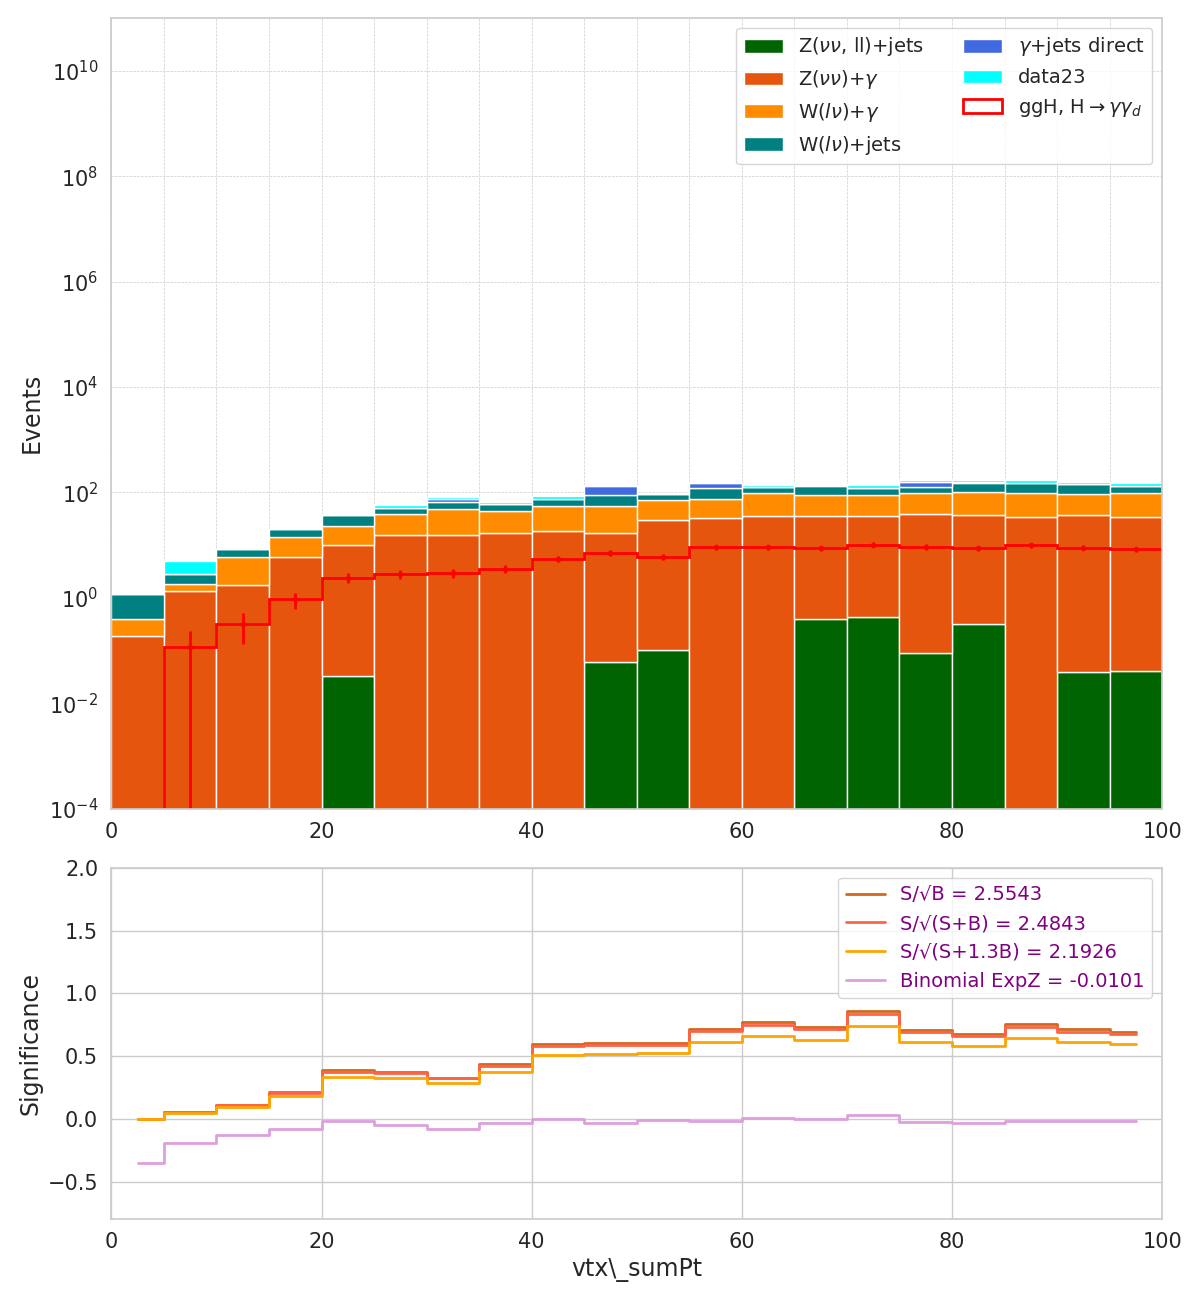 Events
10^10
10^8
10^6
10^4
10^2
10^0
10^−2
10^−4
0 20 40 60 80 100
Z(νν, ll)+jets
Z(νν)+γ
W(lν)+γ
W(lν)+jets
γ+jets direct
data23
ggH, H→γγ_d
Significance
2.0
1.5
1.0
0.5
0.0
−0.5
S/√B = 2.5543
S/√(S+B) = 2.4843
S/√(S+1.3B) = 2.1926
Binomial ExpZ = -0.0101
0 20 40 60 80 100
vtx\_sumPt